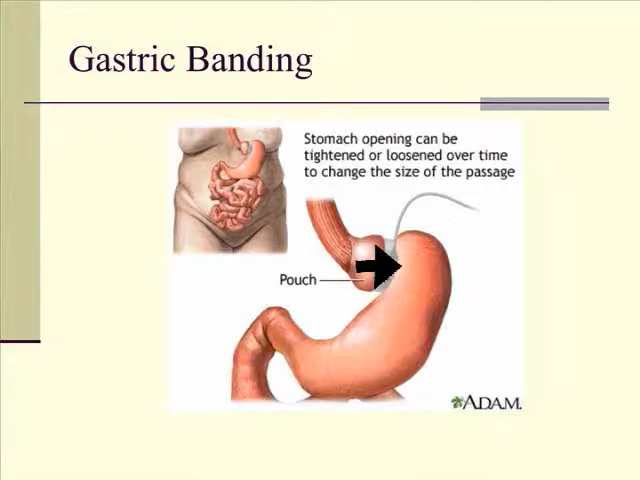 Gastric Banding
Stomach opening can be
tightened or loosened over time
to change the size of the passage
Pouch
ADAM.